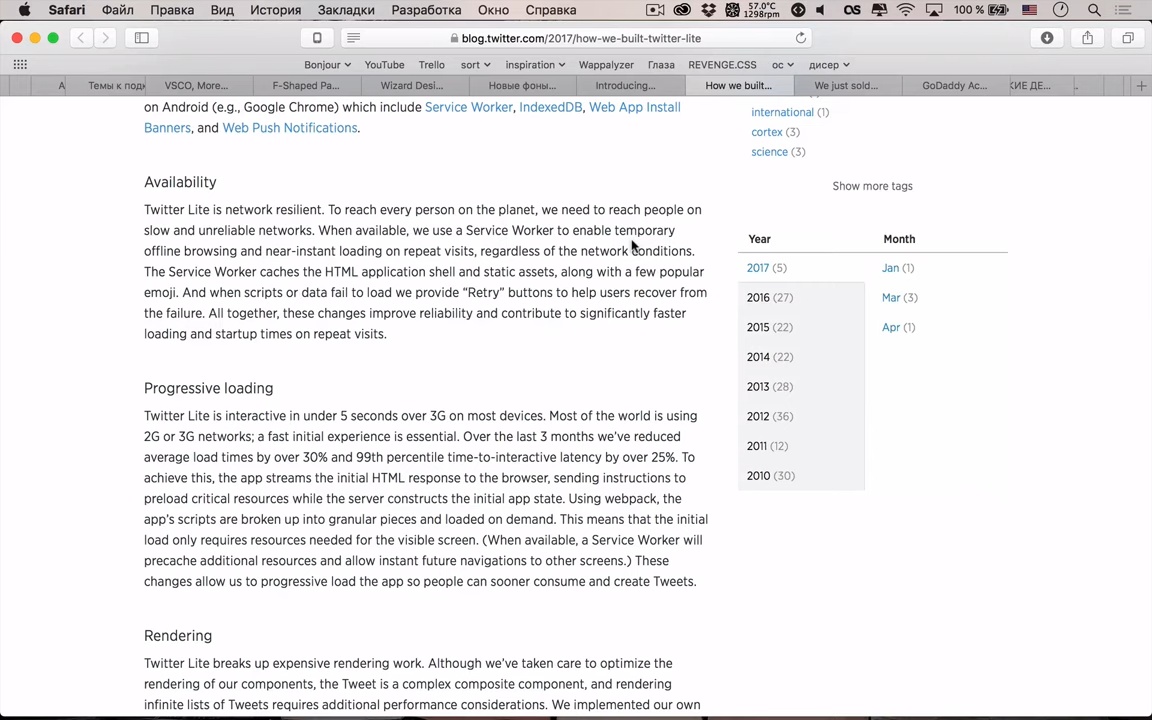 Safari Файл Правка Вид История Закладки Разработка Окно Справка 57.0°C 1298rpm 100 %
blog.twitter.com/2017/how-we-built-twitter-lite
Bonjour YouTube Trello sort inspiration Wappalyzer Глаза REVENGE.CSS ос дисер
А Темы к подк VSCO, More... F-Shaped Pa... Wizard Desi... Новые фоны... Introducing... How we built... We just sold... GoDaddy Ac... КИЕ ДЕ...
on Android (e.g., Google Chrome) which include Service Worker, IndexedDB, Web App Install
Banners, and Web Push Notifications.
Availability
Twitter Lite is network resilient. To reach every person on the planet, we need to reach people on
slow and unreliable networks. When available, we use a Service Worker to enable temporary
offline browsing and near-instant loading on repeat visits, regardless of the network conditions.
The Service Worker caches the HTML application shell and static assets, along with a few popular
emoji. And when scripts or data fail to load we provide “Retry” buttons to help users recover from
the failure. All together, these changes improve reliability and contribute to significantly faster
loading and startup times on repeat visits.
Progressive loading
Twitter Lite is interactive in under 5 seconds over 3G on most devices. Most of the world is using
2G or 3G networks; a fast initial experience is essential. Over the last 3 months we’ve reduced
average load times by over 30% and 99th percentile time-to-interactive latency by over 25%. To
achieve this, the app streams the initial HTML response to the browser, sending instructions to
preload critical resources while the server constructs the initial app state. Using webpack, the
app’s scripts are broken up into granular pieces and loaded on demand. This means that the initial
load only requires resources needed for the visible screen. (When available, a Service Worker will
precache additional resources and allow instant future navigations to other screens.) These
changes allow us to progressive load the app so people can sooner consume and create Tweets.
Rendering
Twitter Lite breaks up expensive rendering work. Although we’ve taken care to optimize the
rendering of our components, the Tweet is a complex composite component, and rendering
infinite lists of Tweets requires additional performance considerations. We implemented our own
international (1)
cortex (3)
science (3)
Show more tags
Year Month
2017 (5) Jan (1)
2016 (27) Mar (3)
2015 (22) Apr (1)
2014 (22)
2013 (28)
2012 (36)
2011 (12)
2010 (30)